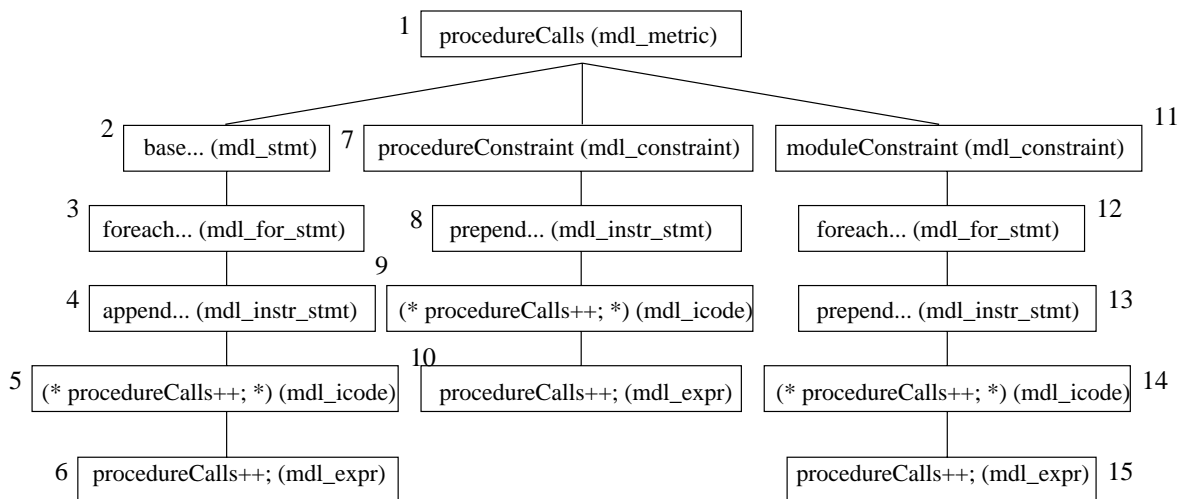 1 procedureCalls (mdl_metric)
2 base... (mdl_stmt) 7 procedureConstraint (mdl_constraint) moduleConstraint (mdl_constraint) 11
3 foreach... (mdl_for_stmt) 8 prepend... (mdl_instr_stmt) foreach... (mdl_for_stmt) 12
4 append... (mdl_instr_stmt) 9 (* procedureCalls++; *) (mdl_icode) prepend... (mdl_instr_stmt) 13
5 (* procedureCalls++; *) (mdl_icode) 10 procedureCalls++; (mdl_expr) (* procedureCalls++; *) (mdl_icode) 14
6 procedureCalls++; (mdl_expr) procedureCalls++; (mdl_expr) 15